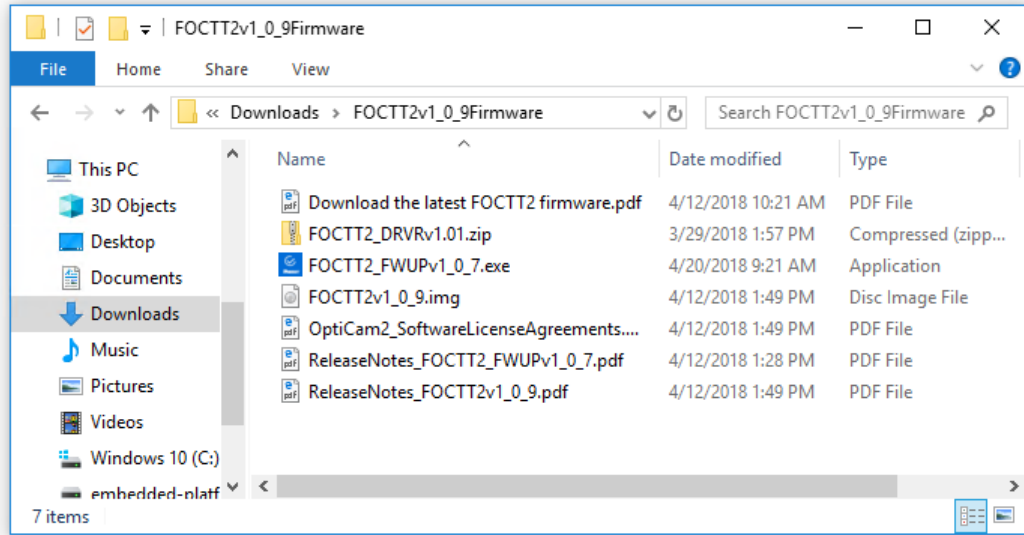 FOCTT2v1_0_9Firmware
File Home Share View
« Downloads > FOCTT2v1_0_9Firmware Search FOCTT2v1_0_9Firmware
This PC
3D Objects
Desktop
Documents
Downloads
Music
Pictures
Videos
Windows 10 (C:)
embedded-platf
Name Date modified Type
Download the latest FOCTT2 firmware.pdf 4/12/2018 10:21 AM PDF File
FOCTT2_DRVRv1.01.zip 3/29/2018 1:57 PM Compressed (zipp...
FOCTT2_FWUPv1_0_7.exe 4/20/2018 9:21 AM Application
FOCTT2v1_0_9.img 4/12/2018 1:49 PM Disc Image File
OptiCam2_SoftwareLicenseAgreements.... 4/12/2018 1:49 PM PDF File
ReleaseNotes_FOCTT2_FWUPv1_0_7.pdf 4/12/2018 1:28 PM PDF File
ReleaseNotes_FOCTT2v1_0_9.pdf 4/12/2018 1:49 PM PDF File
7 items